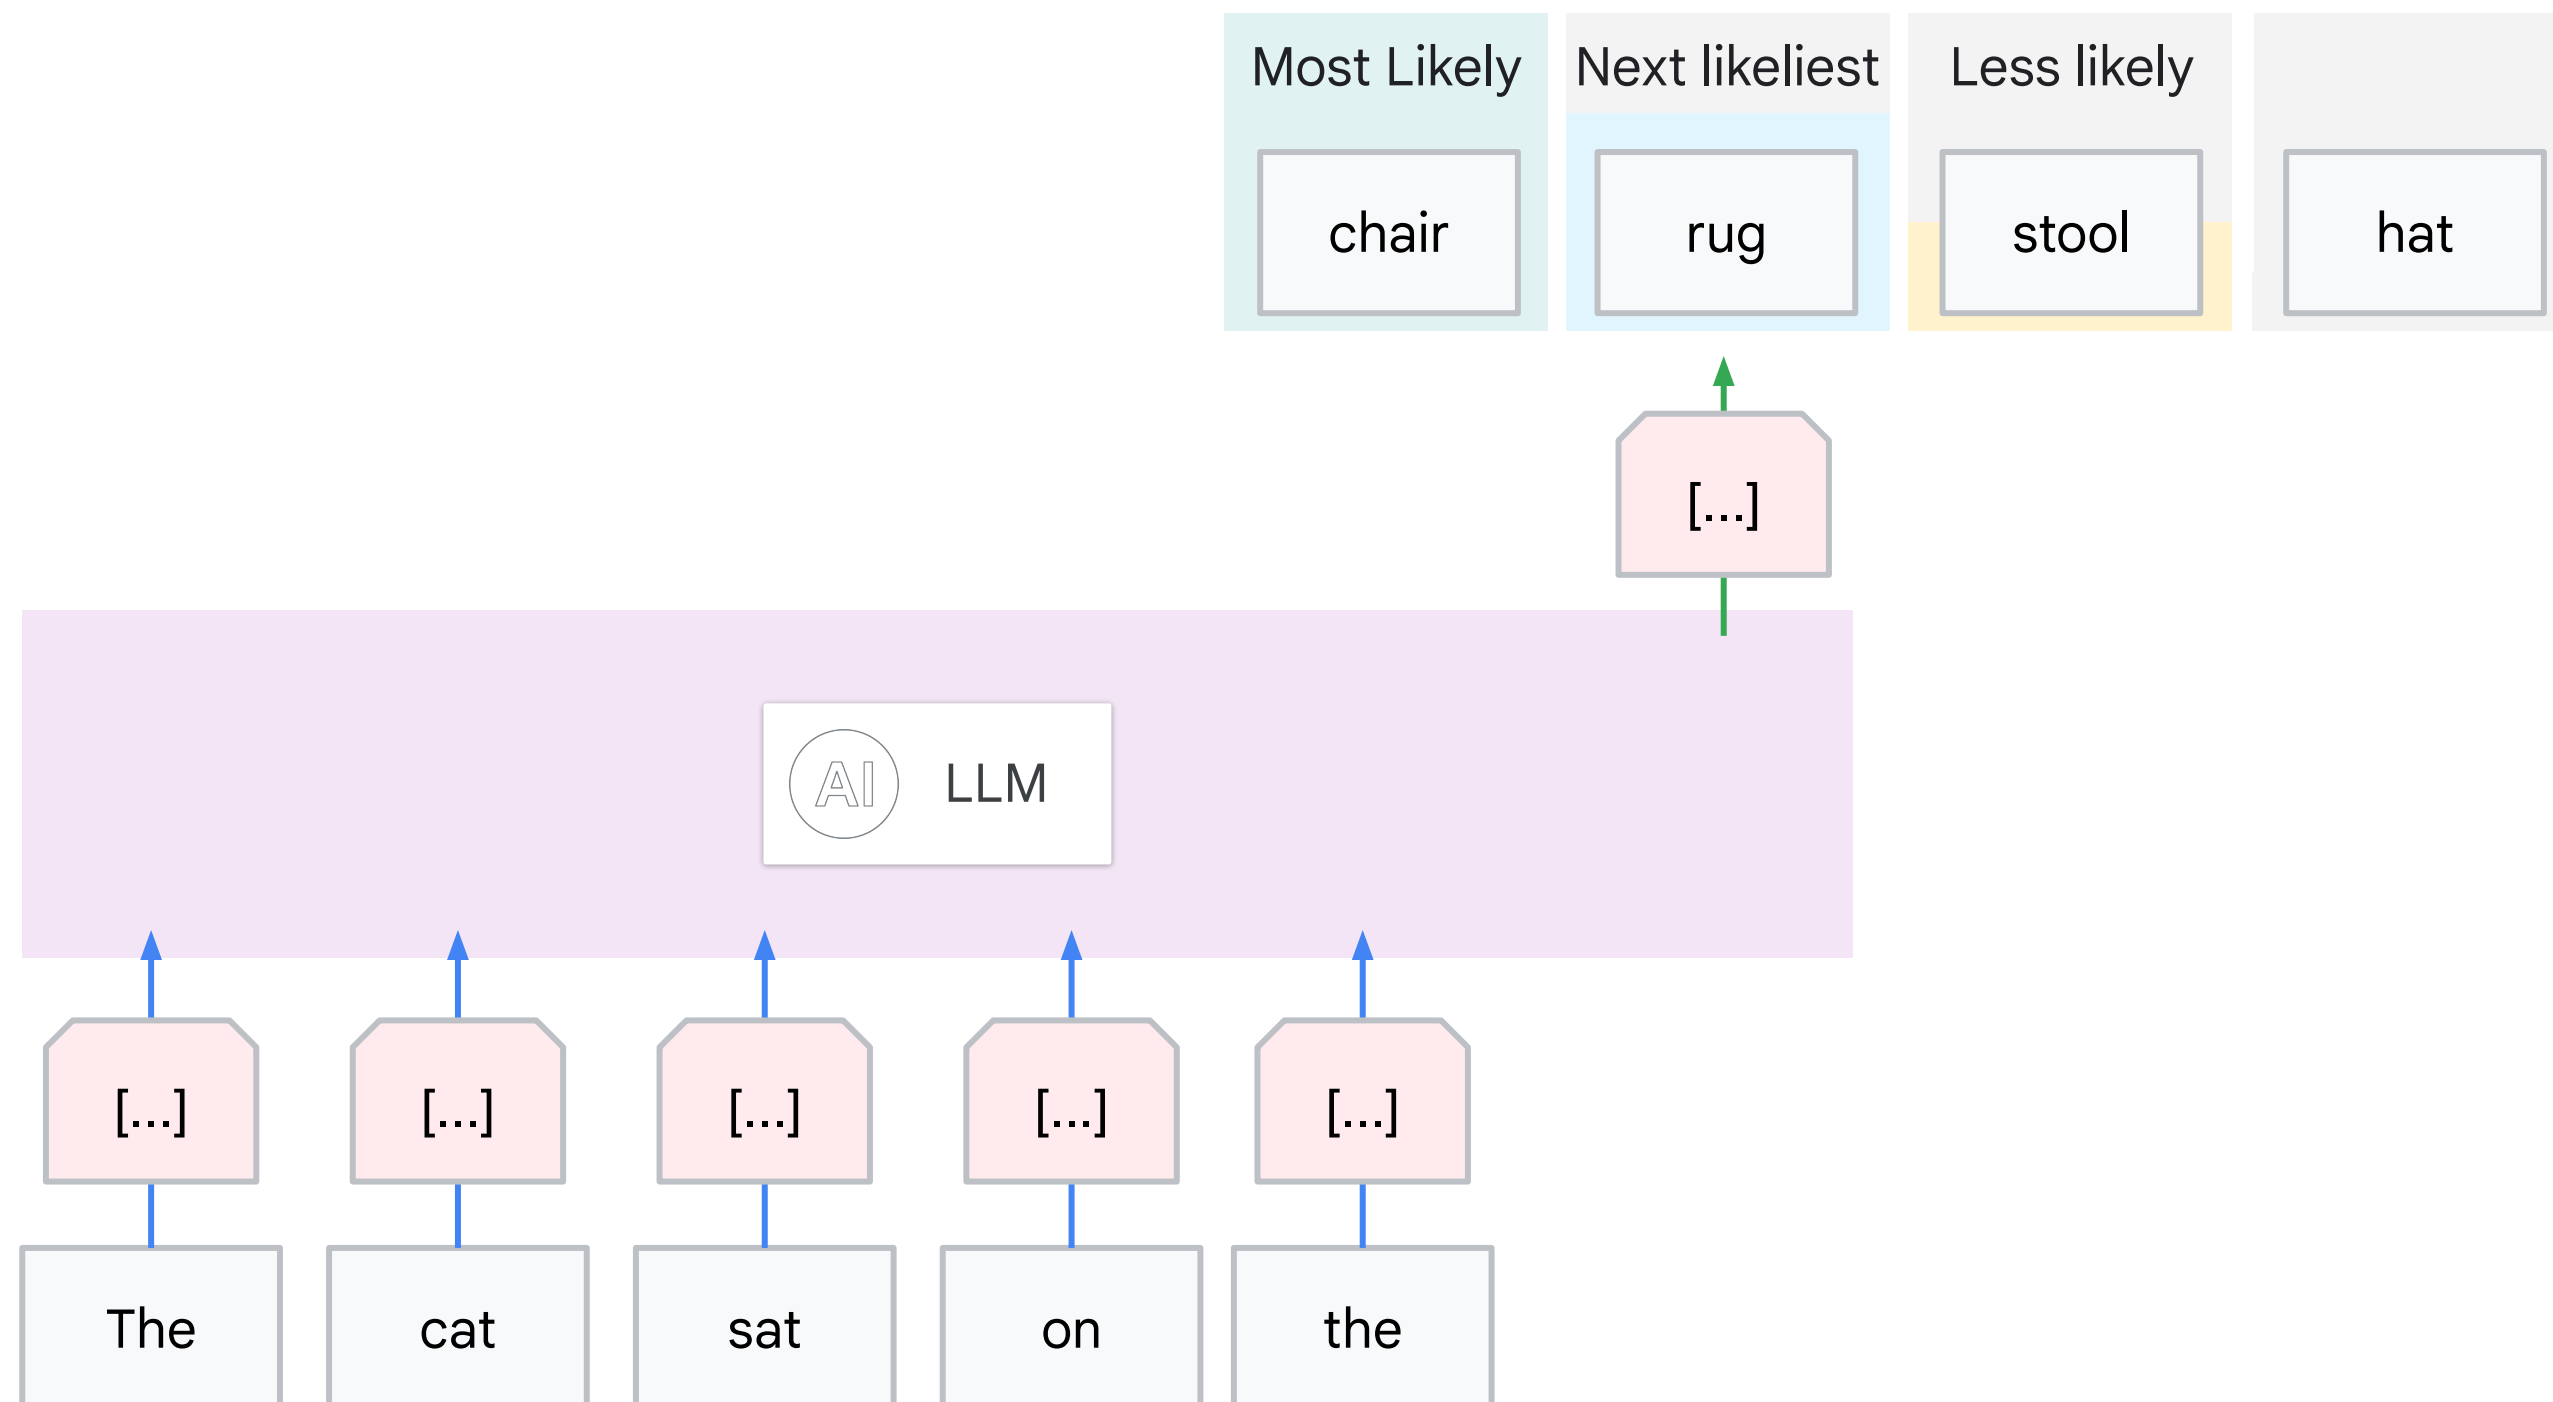 Most Likely
Next likeliest
Less likely
chair
rug
stool
hat
[...]
AI
LLM
[...]
[...]
[...]
[...]
[...]
The
cat
sat
on
the